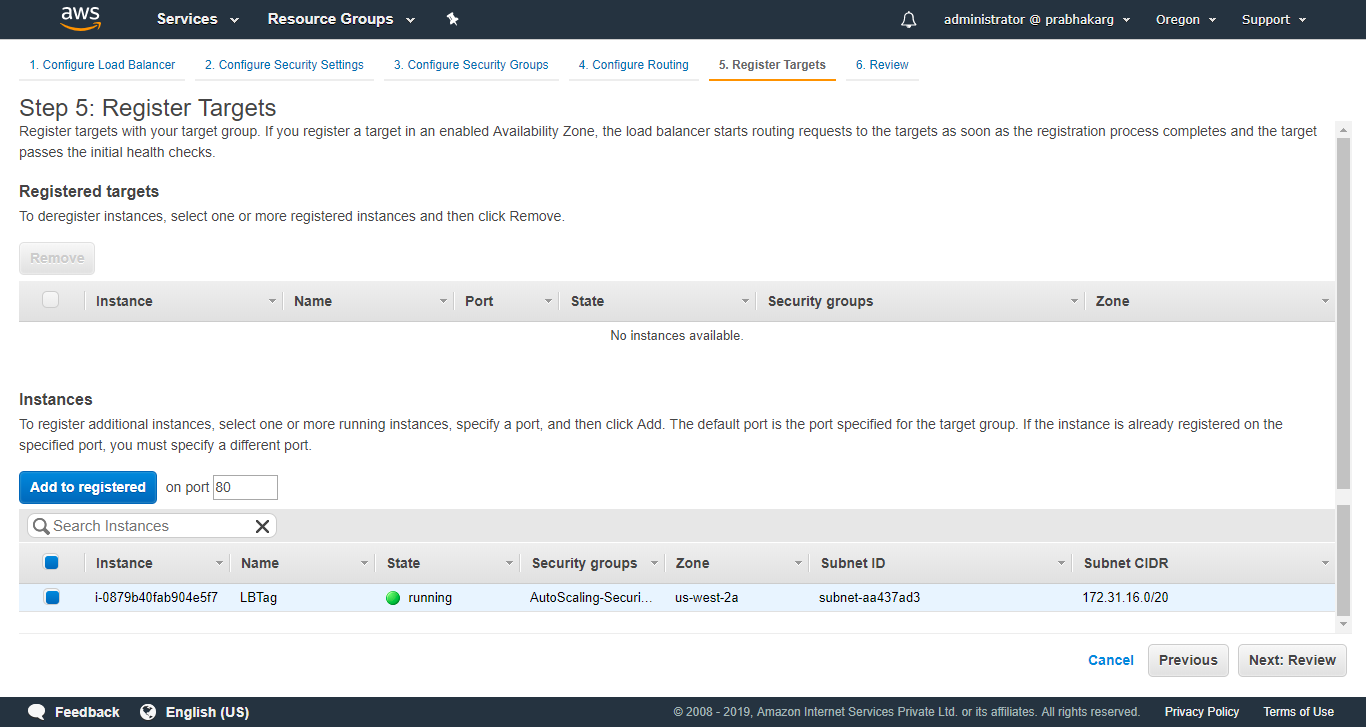 aws Services Resource Groups administrator @ prabhakarg Oregon Support
1. Configure Load Balancer 2. Configure Security Settings 3. Configure Security Groups 4. Configure Routing 5. Register Targets 6. Review
Step 5: Register Targets
Register targets with your target group. If you register a target in an enabled Availability Zone, the load balancer starts routing requests to the targets as soon as the registration process completes and the target
passes the initial health checks.
Registered targets
To deregister instances, select one or more registered instances and then click Remove.
Remove
Instance Name Port State Security groups Zone
No instances available.
Instances
To register additional instances, select one or more running instances, specify a port, and then click Add. The default port is the port specified for the target group. If the instance is already registered on the
specified port, you must specify a different port.
Add to registered on port 80
Search Instances
Instance Name State Security groups Zone Subnet ID Subnet CIDR
i-0879b40fab904e5f7 LBTag running AutoScaling-Securi... us-west-2a subnet-aa437ad3 172.31.16.0/20
Cancel Previous Next: Review
Feedback English (US) © 2008 - 2019, Amazon Internet Services Private Ltd. or its affiliates. All rights reserved. Privacy Policy Terms of Use